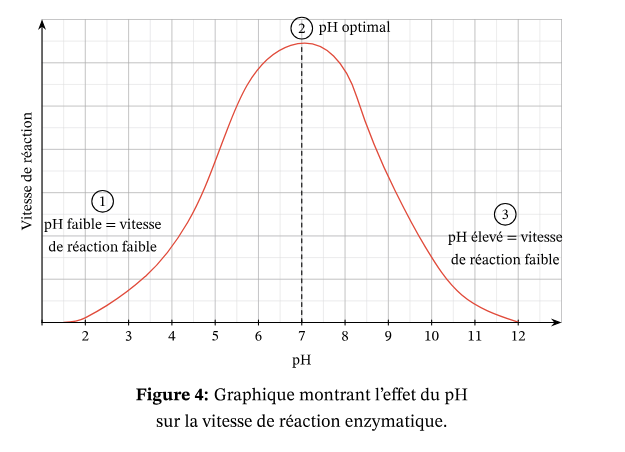 2 pH optimal
Vitesse de réaction
1
pH faible = vitesse
de réaction faible
3
pH élevé = vitesse
de réaction faible
2 3 4 5 6 7 8 9 10 11 12
pH
Figure 4: Graphique montrant l'effet du pH
sur la vitesse de réaction enzymatique.